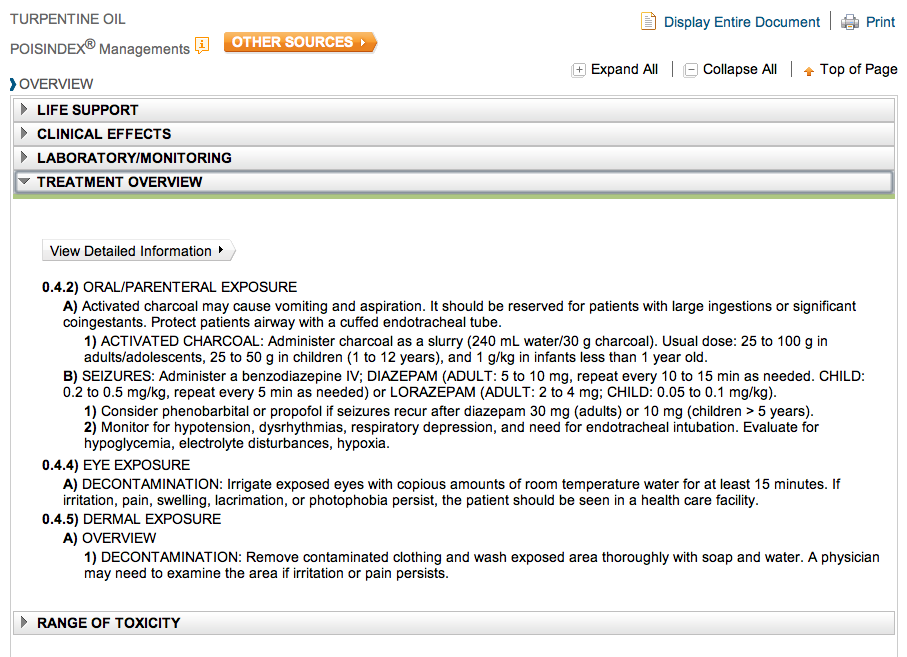 TURPENTINE OIL
Display Entire Document
Print
POISINDEX® Managements
OTHER SOURCES
Expand All
Collapse All
Top of Page
OVERVIEW
LIFE SUPPORT
CLINICAL EFFECTS
LABORATORY/MONITORING
TREATMENT OVERVIEW
View Detailed Information
0.4.2) ORAL/PARENTERAL EXPOSURE
A) Activated charcoal may cause vomiting and aspiration. It should be reserved for patients with large ingestions or significant
coingestants. Protect patients airway with a cuffed endotracheal tube.
1) ACTIVATED CHARCOAL: Administer charcoal as a slurry (240 mL water/30 g charcoal). Usual dose: 25 to 100 g in
adults/adolescents, 25 to 50 g in children (1 to 12 years), and 1 g/kg in infants less than 1 year old.
B) SEIZURES: Administer a benzodiazepine IV; DIAZEPAM (ADULT: 5 to 10 mg, repeat every 10 to 15 min as needed. CHILD:
0.2 to 0.5 mg/kg, repeat every 5 min as needed) or LORAZEPAM (ADULT: 2 to 4 mg; CHILD: 0.05 to 0.1 mg/kg).
1) Consider phenobarbital or propofol if seizures recur after diazepam 30 mg (adults) or 10 mg (children > 5 years).
2) Monitor for hypotension, dysrhythmias, respiratory depression, and need for endotracheal intubation. Evaluate for
hypoglycemia, electrolyte disturbances, hypoxia.
0.4.4) EYE EXPOSURE
A) DECONTAMINATION: Irrigate exposed eyes with copious amounts of room temperature water for at least 15 minutes. If
irritation, pain, swelling, lacrimation, or photophobia persist, the patient should be seen in a health care facility.
0.4.5) DERMAL EXPOSURE
A) OVERVIEW
1) DECONTAMINATION: Remove contaminated clothing and wash exposed area thoroughly with soap and water. A physician
may need to examine the area if irritation or pain persists.
RANGE OF TOXICITY